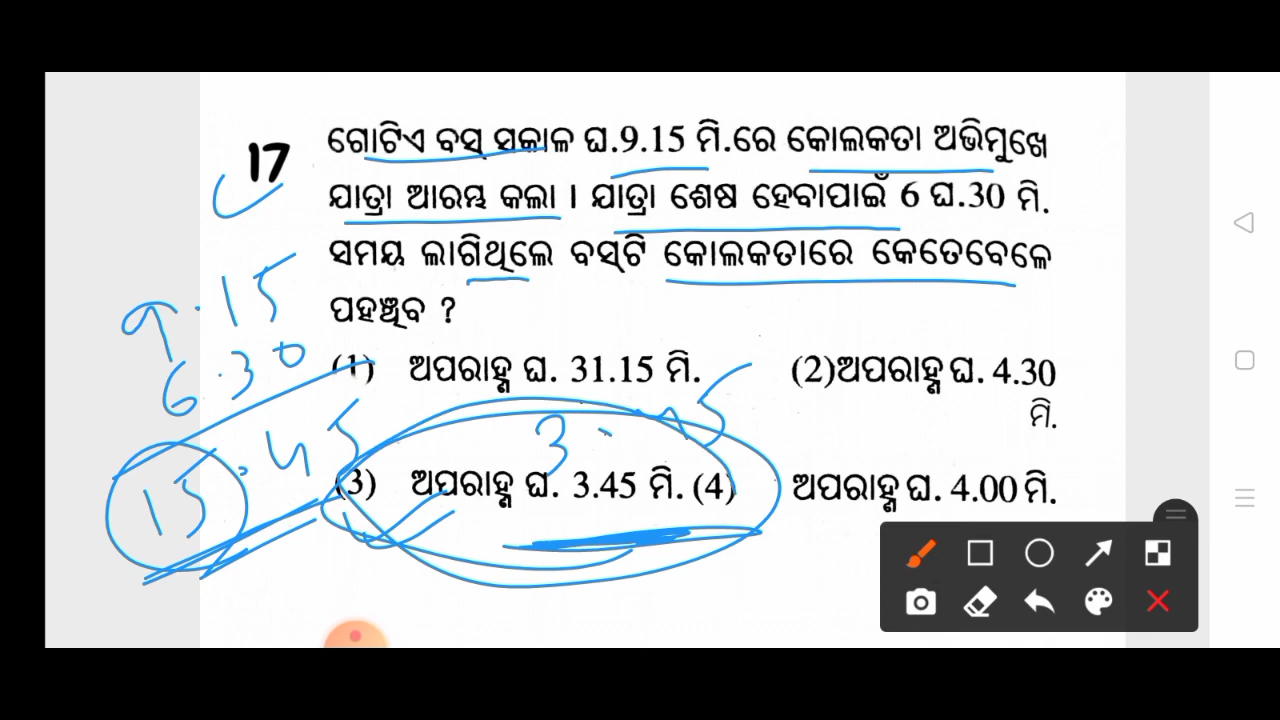 17 ଗୋଟିଏ ବସ୍ ସକାଳ ଘ.9.15 ମି.ରେ କୋଲକତା ଅଭିମୁଖେ
ଯାତ୍ରା ଆରମ୍ଭ କଲା । ଯାତ୍ରା ଶେଷ ହେବାପାଇଁ 6 ଘ.30 ମି.
ସମୟ ଲାଗିଥିଲେ ବସ୍‌ଟି କୋଲକତାରେ କେତେବେଳେ
ପହଞ୍ଚିବ ?
9.15
6.30
15.45
(1) ଅପରାହ୍ଣ ଘ. 31.15 ମି. (2)ଅପରାହ୍ଣ ଘ. 4.30
ମି.
3.45
(3) ଅପରାହ୍ଣ ଘ. 3.45 ମି. (4) ଅପରାହ୍ଣ ଘ. 4.00 ମି.